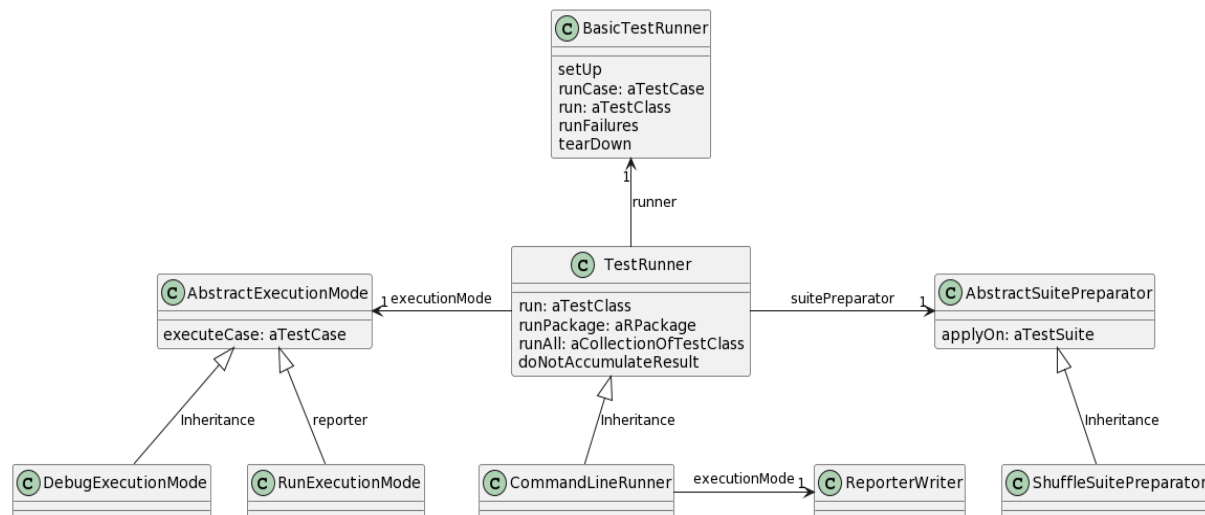 C BasicTestRunner
setUp
runCase: aTestCase
run: aTestClass
runFailures
tearDown
1
runner
C TestRunner
run: aTestClass
runPackage: aRPackage
runAll: aCollectionOfTestClass
doNotAccumulateResult
C AbstractExecutionMode
executeCase: aTestCase
1 executionMode
suitePreparator 1
C AbstractSuitePreparator
applyOn: aTestSuite
Inheritance
reporter
Inheritance
Inheritance
C DebugExecutionMode
C RunExecutionMode
C CommandLineRunner
executionMode 1
C ReporterWriter
C ShuffleSuitePreparator